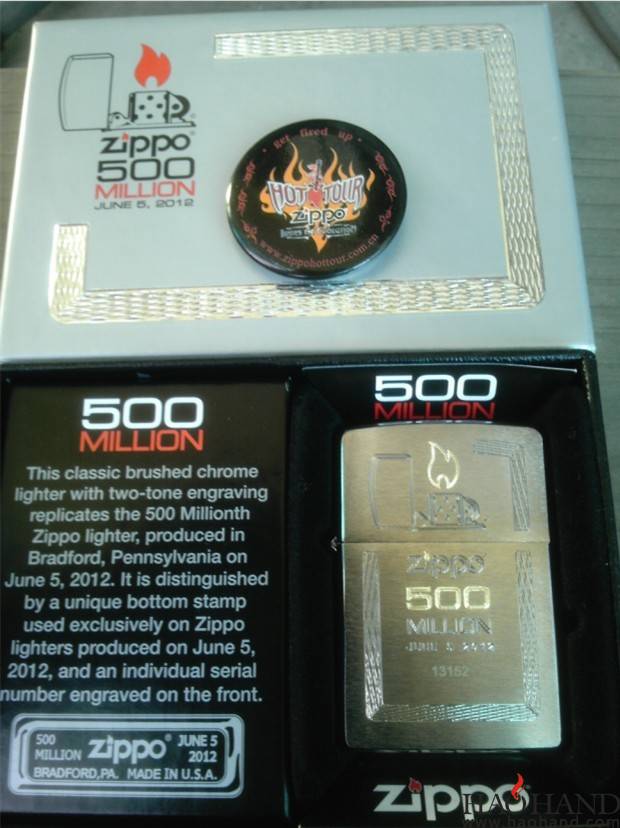 zippo®
500
MILLION
JUNE 5, 2012
get fired up
HOT TOUR
zippo
www.zippohottour.com.cn
500
MILLION
This classic brushed chrome
lighter with two-tone engraving
replicates the 500 Millionth
Zippo lighter, produced in
Bradford, Pennsylvania on
June 5, 2012. It is distinguished
by a unique bottom stamp
used exclusively on Zippo
lighters produced on June 5,
2012, and an individual serial
number engraved on the front.
500
MILLION
zippo®
JUNE 5
2012
BRADFORD, PA. MADE IN U.S.A.
500
MILLION
zippo
500
MILLION
JUNE 5 2012
13152
zippo
HAOHAND
www.haohand.com